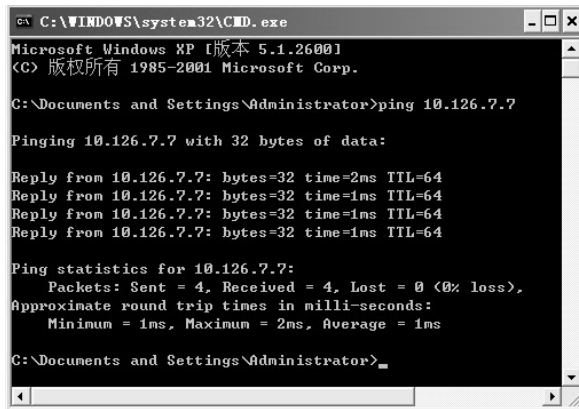 C:\WINDOWS\system32\CMD.exe
Microsoft Windows XP [版本 5.1.2600]
(C) 版权所有 1985-2001 Microsoft Corp.
C:\Documents and Settings\Administrator>ping 10.126.7.7
Pinging 10.126.7.7 with 32 bytes of data:
Reply from 10.126.7.7: bytes=32 time=2ms TTL=64
Reply from 10.126.7.7: bytes=32 time=1ms TTL=64
Reply from 10.126.7.7: bytes=32 time=1ms TTL=64
Reply from 10.126.7.7: bytes=32 time=1ms TTL=64
Ping statistics for 10.126.7.7:
Packets: Sent = 4, Received = 4, Lost = 0 (0% loss),
Approximate round trip times in milli-seconds:
Minimum = 1ms, Maximum = 2ms, Average = 1ms
C:\Documents and Settings\Administrator>_